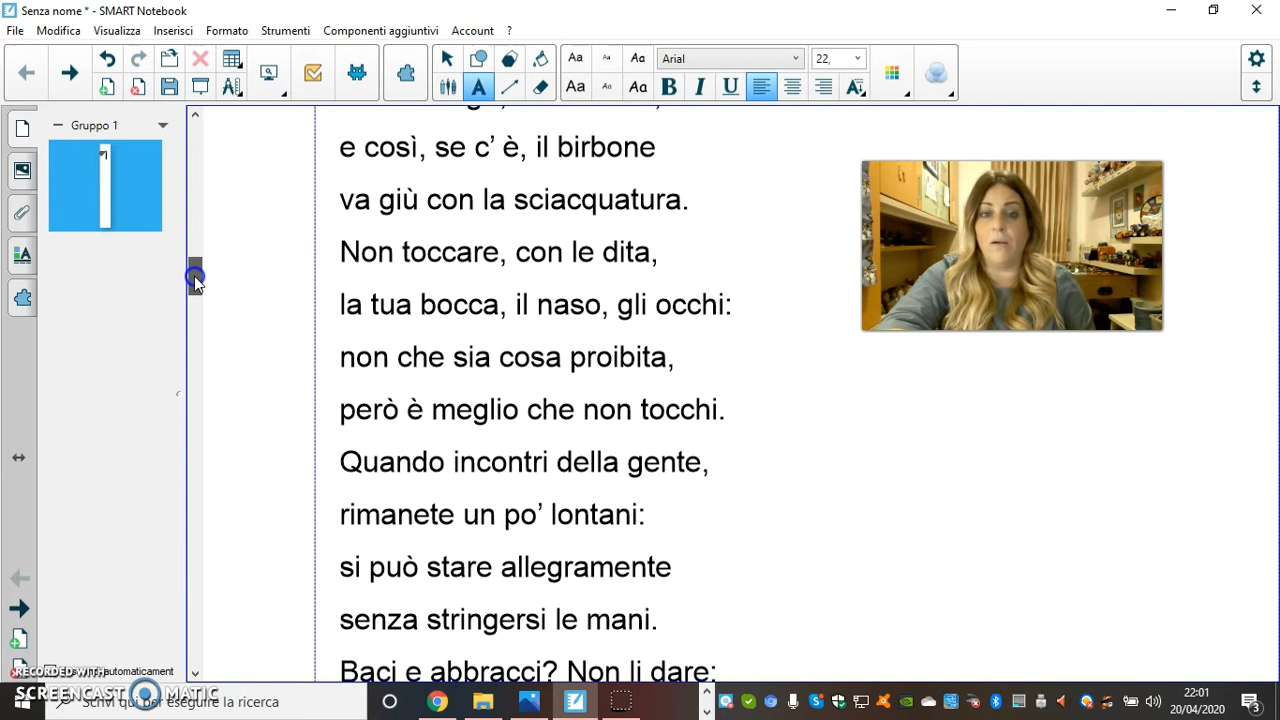 Senza nome * - SMART Notebook
File Modifica Visualizza Inserisci Formato Strumenti Componenti aggiuntivi Account
Arial 22,
Gruppo 1
e così, se c’ è, il birbone
va giù con la sciacquatura.
Non toccare, con le dita,
la tua bocca, il naso, gli occhi:
non che sia cosa proibita,
però è meglio che non tocchi.
Quando incontri della gente,
rimanete un po’ lontani:
si può stare allegramente
senza stringersi le mani.
Baci e abbracci? Non li dare:
RECORDED WITH
SCREENCAST MATIC
Scrivi qui per eseguire la ricerca
22:01
20/04/2020